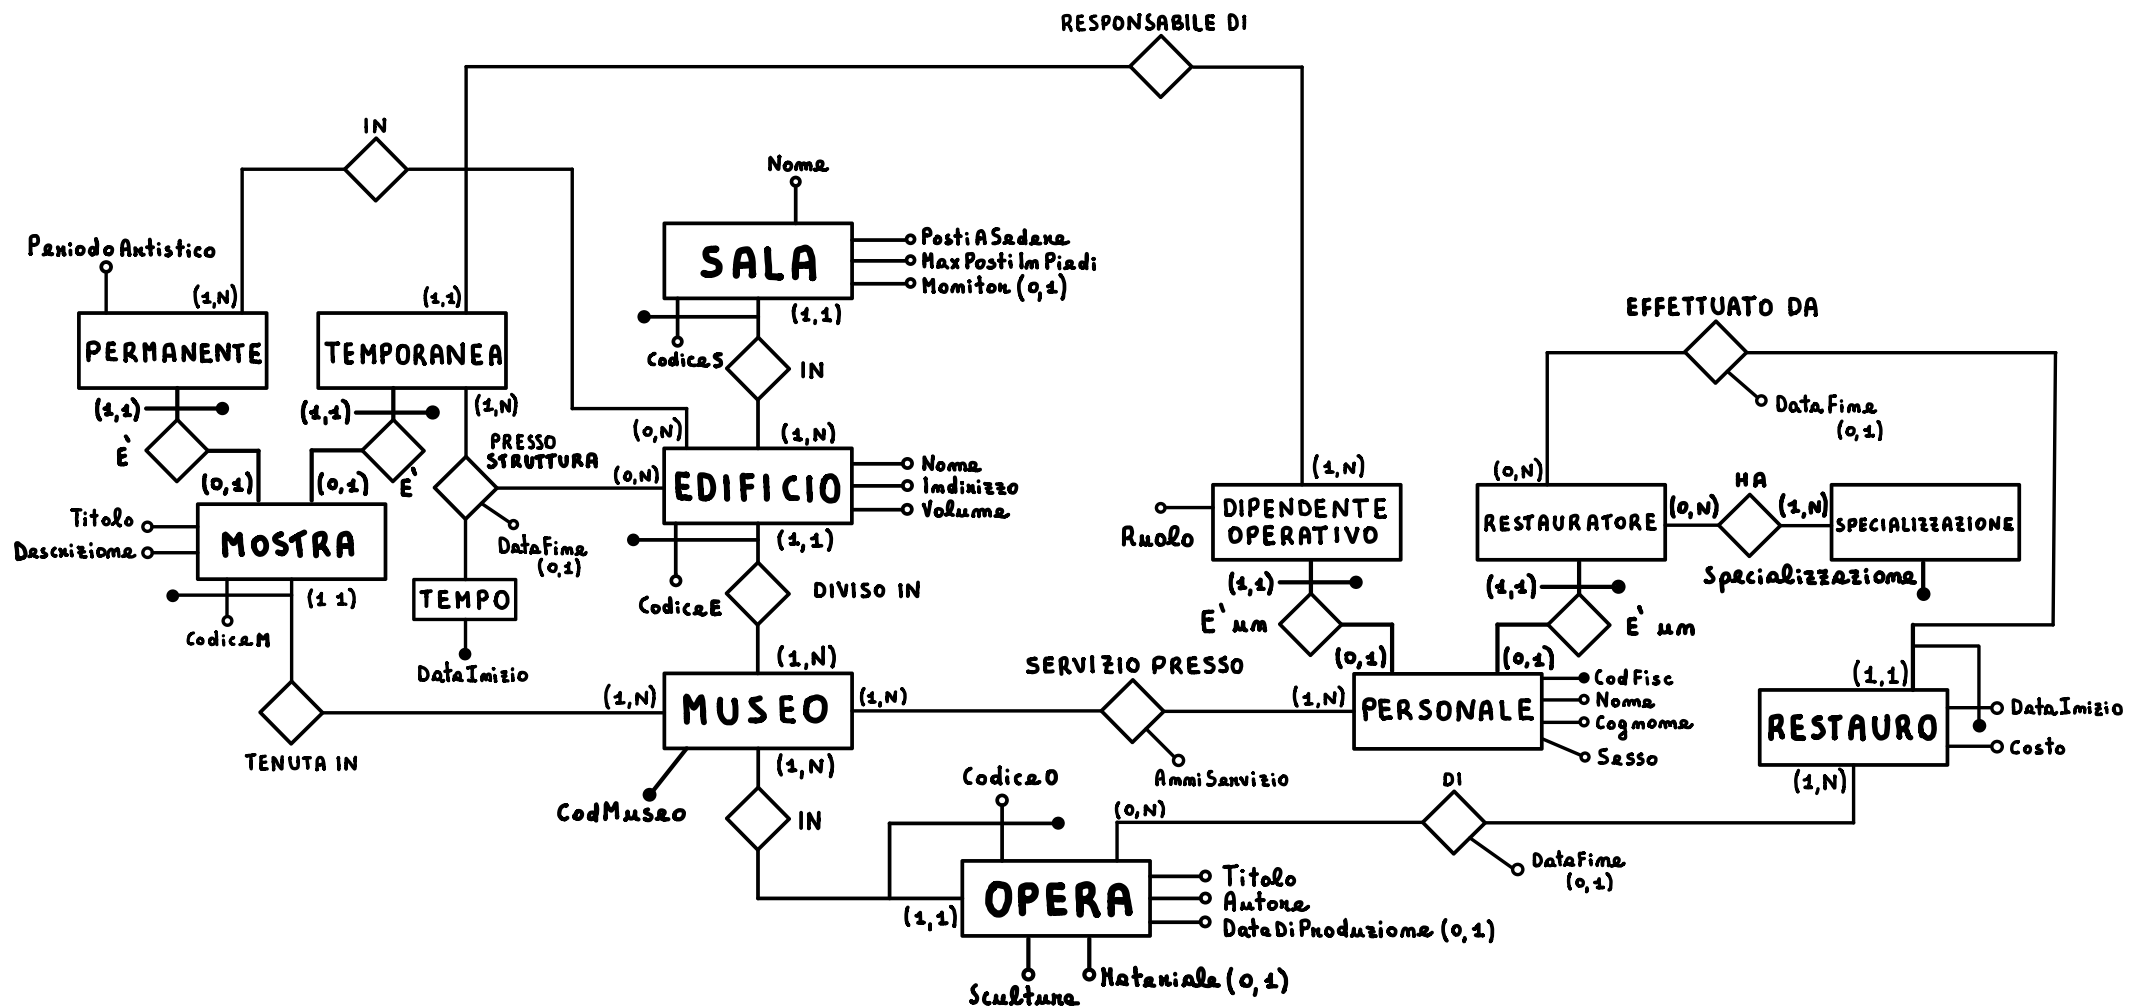 RESPONSABILE DI
IN
Nome
PeriodoArtistico
(1,N)
(1,1)
SALA
PostiASedere
MaxPostiInPiedi
Monitor (0,1)
(1,1)
CodiceS
IN
PERMANENTE
TEMPORANEA
(1,1)
(1,1)
(1,N)
È
E'
(0,1)
(0,1)
PRESSO
STRUTTURA
(0,N)
(0,N)
(1,N)
EDIFICIO
Nome
Indirizzo
Volume
(1,1)
CodiceE
DIVISO IN
Titolo
Descrizione
MOSTRA
(1 1)
CodiceM
DataFine
(0,1)
TEMPO
DataInizio
TENUTA IN
(1,N)
(1,N)
MUSEO
(1,N)
(1,N)
CodMuseo
IN
SERVIZIO PRESSO
AnniServizio
(1,N)
(1,N)
DIPENDENTE
OPERATIVO
Ruolo
(1,1)
E' un
(0,1)
EFFETTUATO DA
DataFine
(0,1)
(0,N)
RESTAURATORE
(0,N)
HA
(1,N)
SPECIALIZZAZIONE
Specializzazione
(1,1)
E' un
(0,1)
PERSONALE
CodFisc
Nome
Cognome
Sesso
(1,1)
RESTAURO
DataInizio
Costo
(1,N)
DI
DataFine
(0,1)
CodiceO
(0,N)
(1,1)
OPERA
Titolo
Autore
DataDiProduzione (0,1)
Scultura
Materiale (0,1)